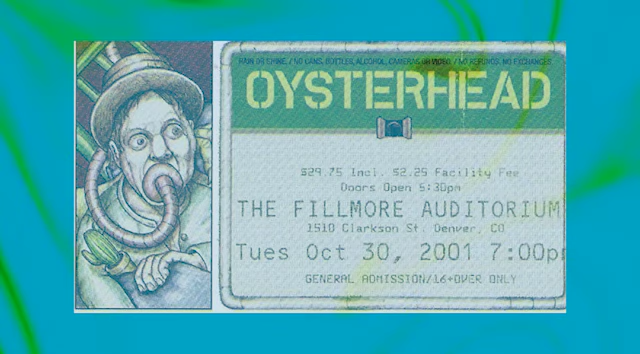 RAIN OR SHINE / NO CANS, BOTTLES, ALCOHOL, CAMERAS OR VIDEO / NO REFUNDS, NO EXCHANGES
OYSTERHEAD
$29.75 Incl. $2.25 Facility Fee
Doors Open 5:30pm
THE FILLMORE AUDITORIUM
1510 Clarkson St. Denver, CO
Tues Oct 30, 2001 7:00pm
GENERAL ADMISSION/16+OVER ONLY